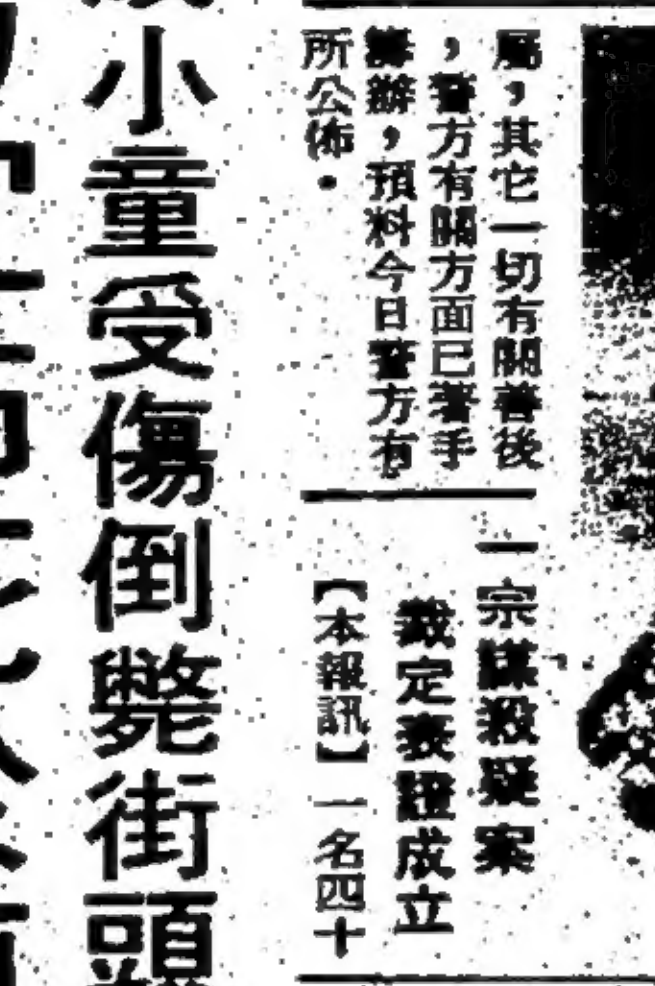 屬,其它一切有關善後
,警方有關方面已著手
籌辦,預料今日警方有
所公佈.
一宗謀殺疑案
裁定表證成立
【本報訊】一名四十
小童受傷倒斃街頭